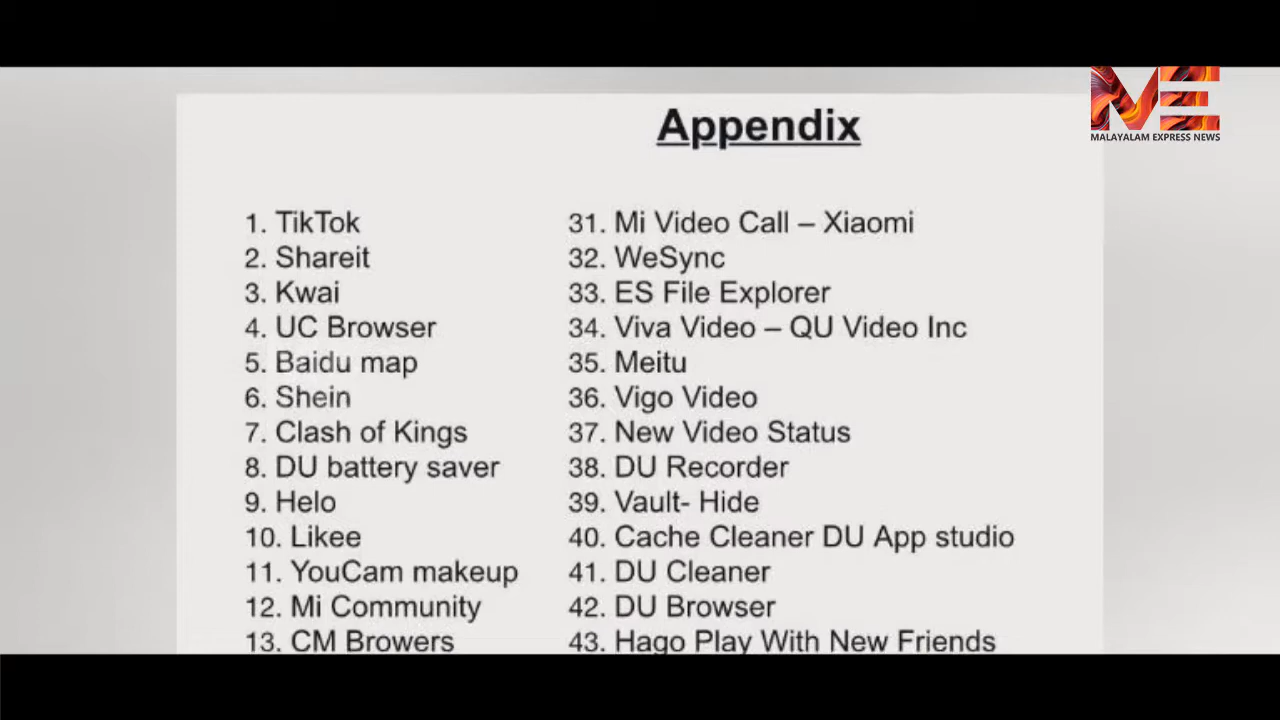 ME
MALAYALAM EXPRESS NEWS
Appendix
1. TikTok
2. Shareit
3. Kwai
4. UC Browser
5. Baidu map
6. Shein
7. Clash of Kings
8. DU battery saver
9. Helo
10. Likee
11. YouCam makeup
12. Mi Community
13. CM Browers
31. Mi Video Call – Xiaomi
32. WeSync
33. ES File Explorer
34. Viva Video – QU Video Inc
35. Meitu
36. Vigo Video
37. New Video Status
38. DU Recorder
39. Vault- Hide
40. Cache Cleaner DU App studio
41. DU Cleaner
42. DU Browser
43. Hago Play With New Friends